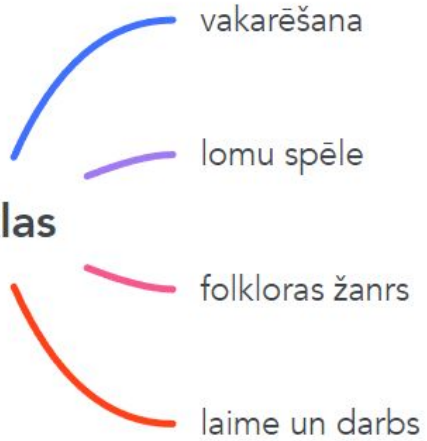 vakarēšana
lomu spēle
las
folkloras žanrs
laime un darbs